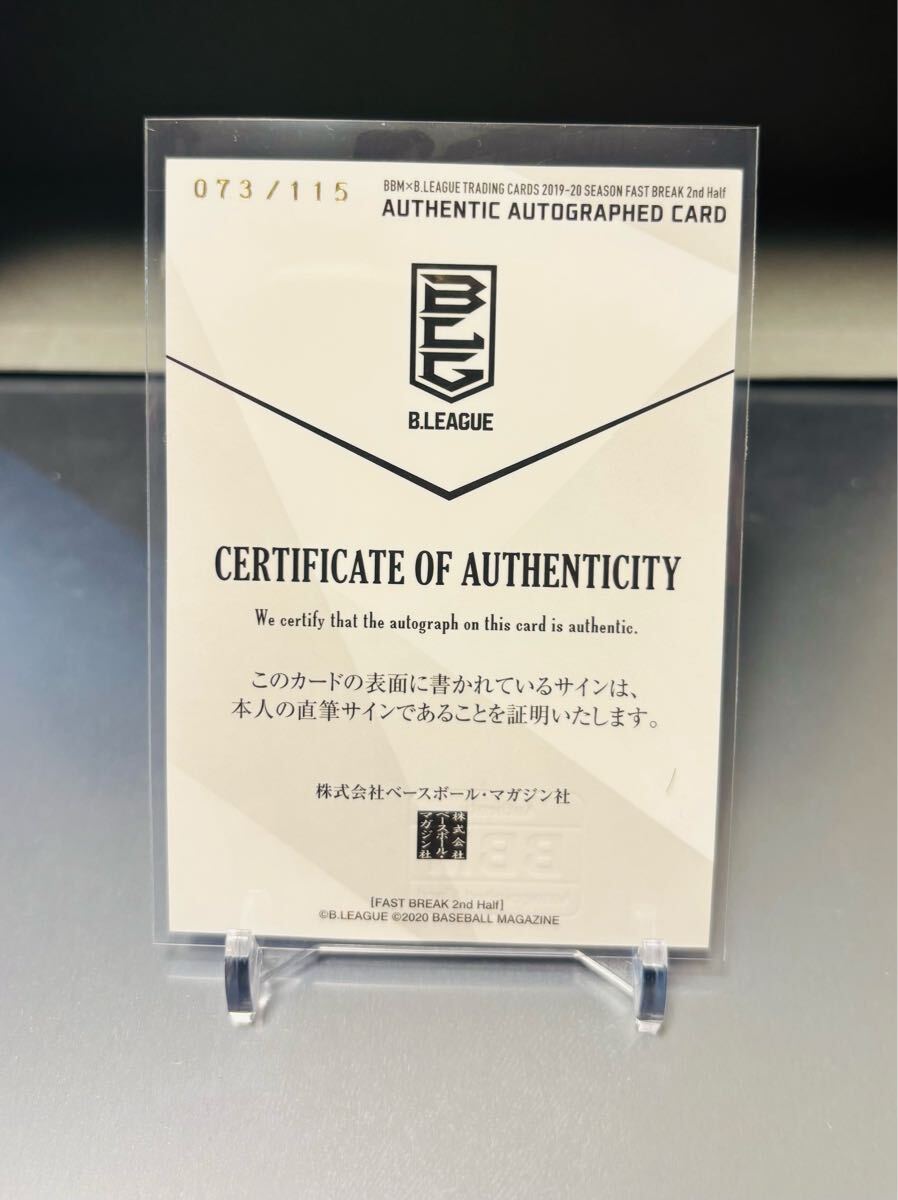 073/115
BBM×B.LEAGUE TRADING CARDS 2019-20 SEASON FAST BREAK 2nd Half
AUTHENTIC AUTOGRAPHED CARD
BLG
B.LEAGUE
CERTIFICATE OF AUTHENTICITY
We certify that the autograph on this card is authentic.
このカードの表面に書かれているサインは、
本人の直筆サインであることを証明いたします。
株式会社ベースボール・マガジン社
株式会社
ベースボール・
マガジン社
BBM
[FAST BREAK 2nd Half]
©B.LEAGUE ©2020 BASEBALL MAGAZINE